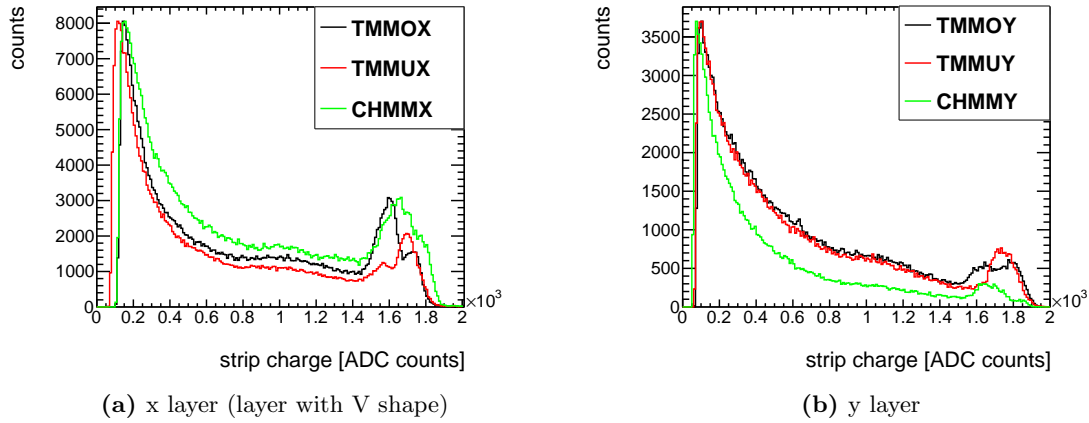 counts
8000
7000
6000
5000
4000
3000
2000
1000
0
TMMOX
TMMUX
CHMMX
0 0.2 0.4 0.6 0.8 1 1.2 1.4 1.6 1.8 2
×10³
strip charge [ADC counts]
(a) x layer (layer with V shape)
counts
3500
3000
2500
2000
1500
1000
500
0
TMMOY
TMMUY
CHMMY
0 0.2 0.4 0.6 0.8 1 1.2 1.4 1.6 1.8 2
×10³
strip charge [ADC counts]
(b) y layer